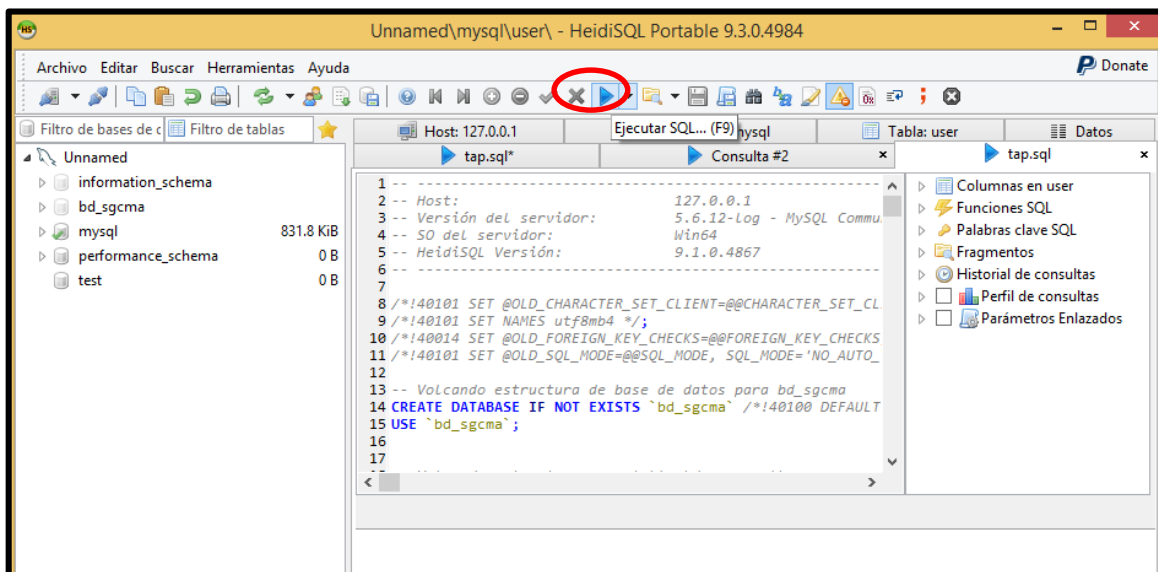 HS
Unnamed\mysql\user\ - HeidiSQL Portable 9.3.0.4984
Archivo Editar Buscar Herramientas Ayuda
Donate
Ejecutar SQL... (F9)
Filtro de bases de c Filtro de tablas
Host: 127.0.0.1 mysql Tabla: user Datos
tap.sql* Consulta #2 tap.sql
Unnamed
information_schema
bd_sgcma
mysql 831.8 KiB
performance_schema 0 B
test 0 B
1 -- --------------------------------------------------------
2 -- Host: 127.0.0.1
3 -- Versión del servidor: 5.6.12-log - MySQL Commu
4 -- SO del servidor: Win64
5 -- HeidiSQL Versión: 9.1.0.4867
6 -- --------------------------------------------------------
7
8 /*!40101 SET @OLD_CHARACTER_SET_CLIENT=@@CHARACTER_SET_CL
9 /*!40101 SET NAMES utf8mb4 */;
10 /*!40014 SET @OLD_FOREIGN_KEY_CHECKS=@@FOREIGN_KEY_CHECKS
11 /*!40101 SET @OLD_SQL_MODE=@@SQL_MODE, SQL_MODE='NO_AUTO_
12
13 -- Volcando estructura de base de datos para bd_sgcma
14 CREATE DATABASE IF NOT EXISTS `bd_sgcma` /*!40100 DEFAULT
15 USE `bd_sgcma`;
16
17
Columnas en user
Funciones SQL
Palabras clave SQL
Fragmentos
Historial de consultas
Perfil de consultas
Parámetros Enlazados